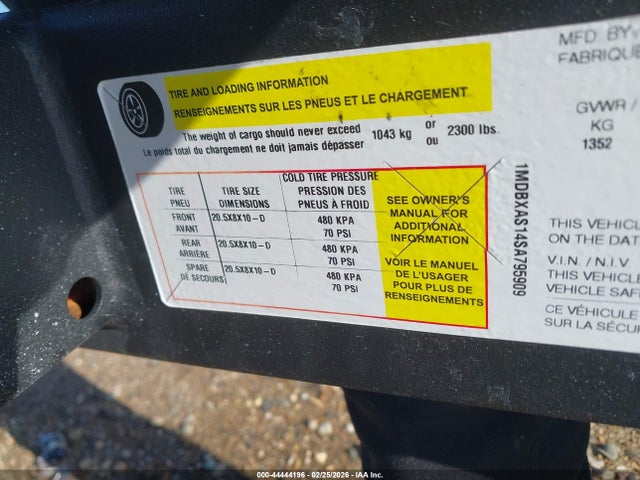 TIRE AND LOADING INFORMATION
RENSEIGNEMENTS SUR LES PNEUS ET LE CHARGEMENT
The weight of cargo should never exceed 1043 kg or 2300 lbs.
Le poids total du chargement ne doit jamais dépasser ou
TIRE PNEU
TIRE SIZE DIMENSIONS
COLD TIRE PRESSURE
PRESSION DES
PNEUS À FROID
FRONT AVANT
20.5X8X10-D
480 KPA
70 PSI
REAR ARRIÈRE
20.5X8X10-D
480 KPA
70 PSI
SPARE DE SECOURS
20.5X8X10-D
480 KPA
70 PSI
SEE OWNER'S
MANUAL FOR
ADDITIONAL
INFORMATION
VOIR LE MANUEL
DE L'USAGER
POUR PLUS DE
RENSEIGNEMENTS
1MDBXAS14SA795909
MFD. BY
FABRIQUE
GVWR /
KG
1352
THIS VEHICL
ON THE DAT
V.I.N. / N.I.V
THIS VEHICLE
VEHICLE SAF
CE VÉHICULE
SUR LA SÉCU
000-44444196 - 02/25/2026 - IAA Inc.